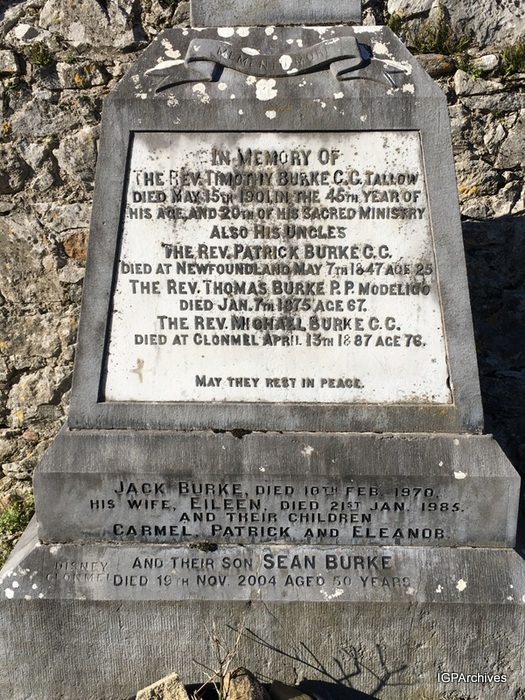 MEMENTO MORI
IN MEMORY OF
THE REV. TIMOTHY BURKE C.C. TALLOW
DIED MAY 15TH 1901. IN THE 45TH YEAR OF
HIS AGE, AND 20TH OF HIS SACRED MINISTRY
ALSO HIS UNCLES
THE REV. PATRICK BURKE C.C.
DIED AT NEWFOUNDLAND MAY 7TH 1847 AGE 25
THE REV. THOMAS BURKE P.P. MODELIGO
DIED JAN. 7TH 1875 AGE 67.
THE REV. MICHAEL BURKE C.C.
DIED AT CLONMEL APRIL 13TH 1887 AGE 76.
MAY THEY REST IN PEACE.
JACK BURKE, DIED 10TH FEB. 1970.
HIS WIFE, EILEEN, DIED 21ST JAN. 1985.
AND THEIR CHILDREN
CARMEL, PATRICK AND ELEANOR.
AND THEIR SON SEAN BURKE
DIED 19TH NOV. 2004 AGED 50 YEARS
DISNEY
CLONMEL
IGPArchives